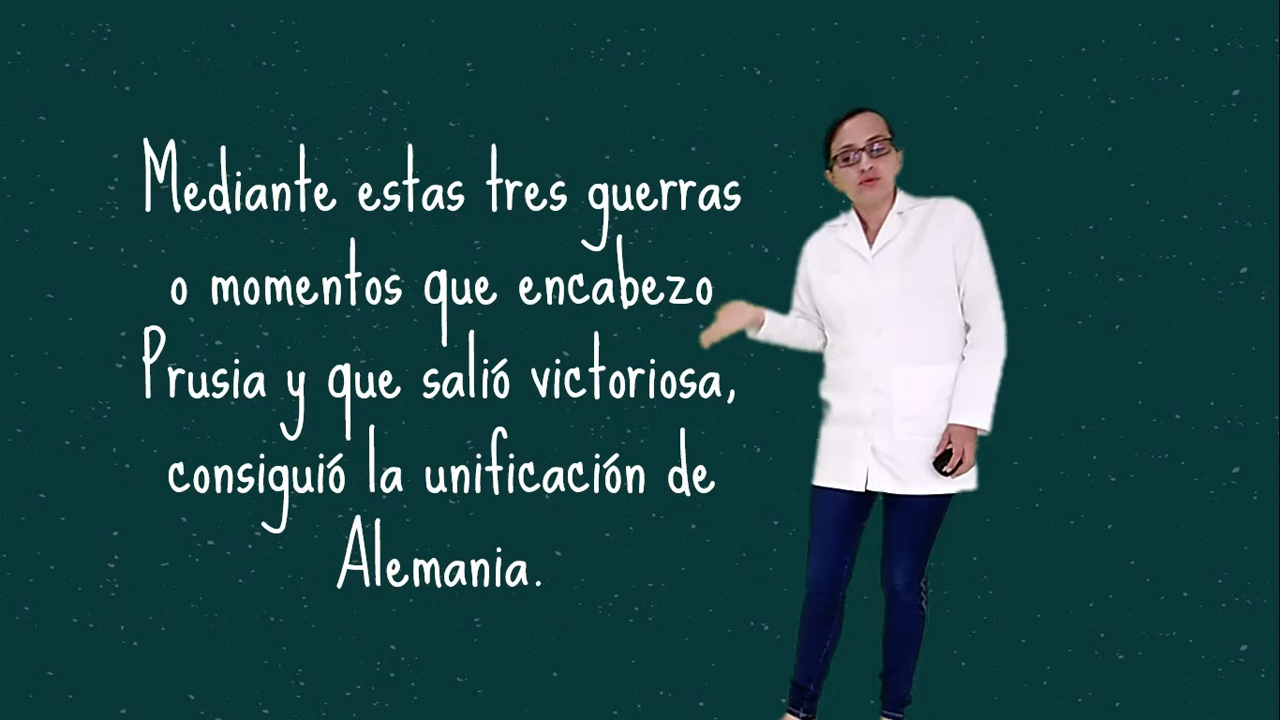 Mediante estas tres guerras
o momentos que encabezo
Prusia y que salió victoriosa,
consiguió la unificación de
Alemania.